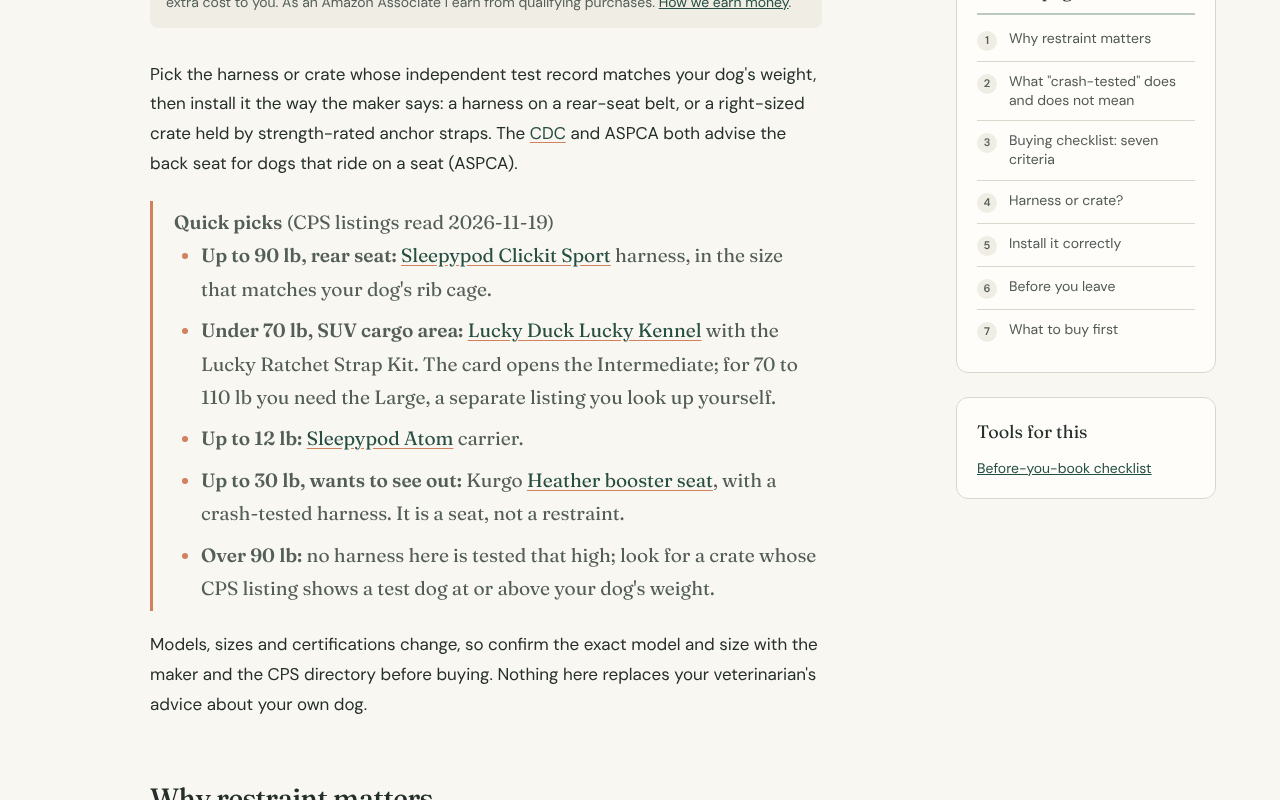 extra cost to you. As an Amazon Associate I earn from qualifying purchases. How we earn money.
Pick the harness or crate whose independent test record matches your dog's weight,
then install it the way the maker says: a harness on a rear-seat belt, or a right-sized
crate held by strength-rated anchor straps. The CDC and ASPCA both advise the
back seat for dogs that ride on a seat (ASPCA).
Quick picks (CPS listings read 2026-11-19)
Up to 90 lb, rear seat: Sleepypod Clickit Sport harness, in the size
that matches your dog's rib cage.
Under 70 lb, SUV cargo area: Lucky Duck Lucky Kennel with the
Lucky Ratchet Strap Kit. The card opens the Intermediate; for 70 to
110 lb you need the Large, a separate listing you look up yourself.
Up to 12 lb: Sleepypod Atom carrier.
Up to 30 lb, wants to see out: Kurgo Heather booster seat, with a
crash-tested harness. It is a seat, not a restraint.
Over 90 lb: no harness here is tested that high; look for a crate whose
CPS listing shows a test dog at or above your dog's weight.
Models, sizes and certifications change, so confirm the exact model and size with the
maker and the CPS directory before buying. Nothing here replaces your veterinarian's
advice about your own dog.
Why restraint matters
1 Why restraint matters
2 What "crash-tested" does
and does not mean
3 Buying checklist: seven
criteria
4 Harness or crate?
5 Install it correctly
6 Before you leave
7 What to buy first
Tools for this
Before-you-book checklist